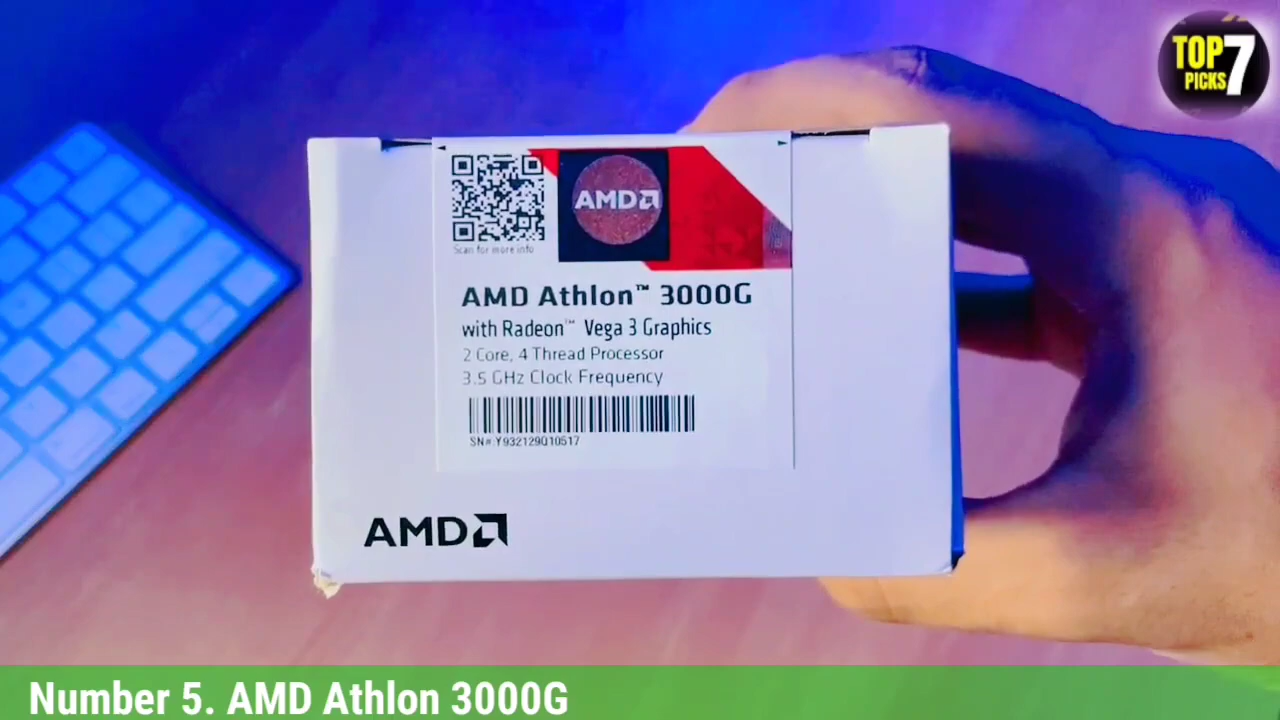 TOP 7
PICKS
AMD
Scan for more info
AMD Athlon™ 3000G
with Radeon™ Vega 3 Graphics
2 Core, 4 Thread Processor
3.5 GHz Clock Frequency
SN#:Y932129Q10517
AMD
Number 5. AMD Athlon 3000G